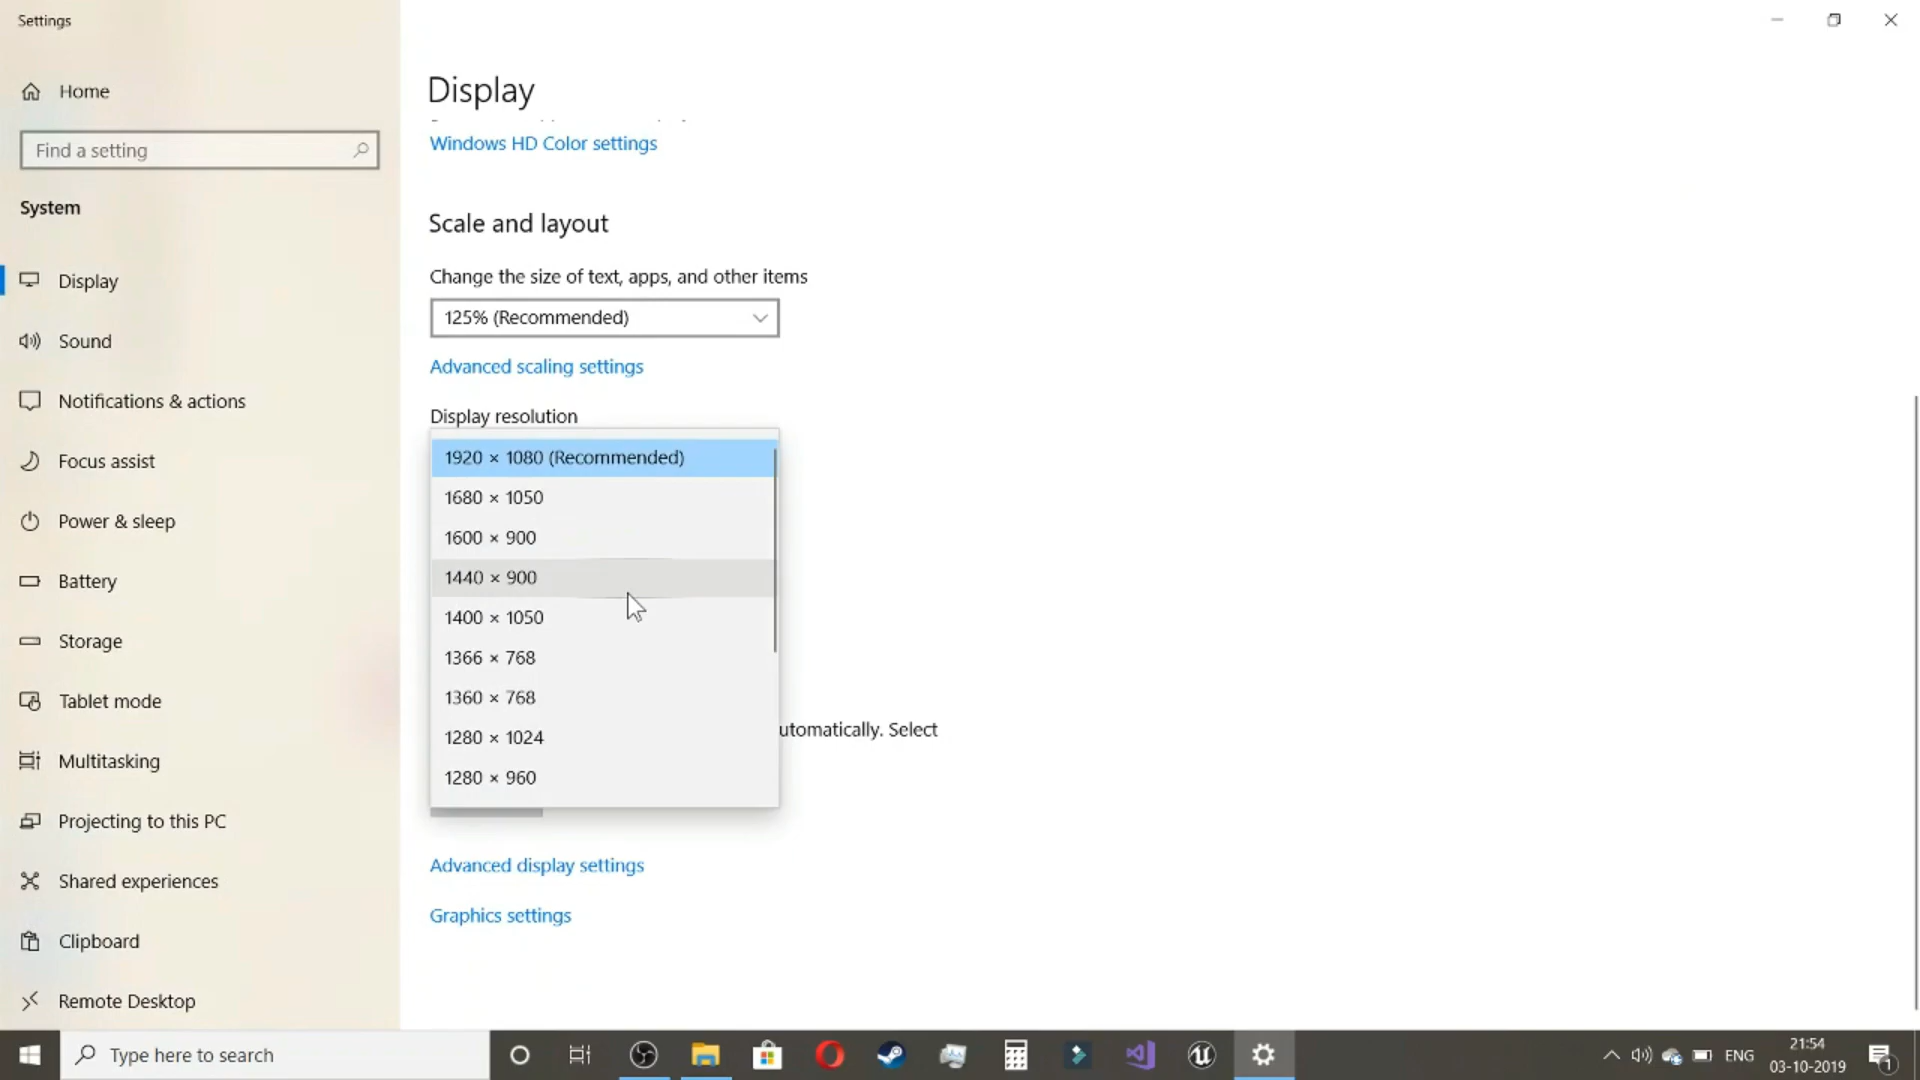 Settings
Home
Find a setting
System
Display
Sound
Notifications & actions
Focus assist
Power & sleep
Battery
Storage
Tablet mode
Multitasking
Projecting to this PC
Shared experiences
Clipboard
Remote Desktop
Display
Windows HD Color settings
Scale and layout
Change the size of text, apps, and other items
125% (Recommended)
Advanced scaling settings
Display resolution
1920 × 1080 (Recommended)
1680 × 1050
1600 × 900
1440 × 900
1400 × 1050
1366 × 768
1360 × 768
1280 × 1024
1280 × 960
utomatically. Select
Advanced display settings
Graphics settings
Type here to search
ENG
21:54
03-10-2019
1